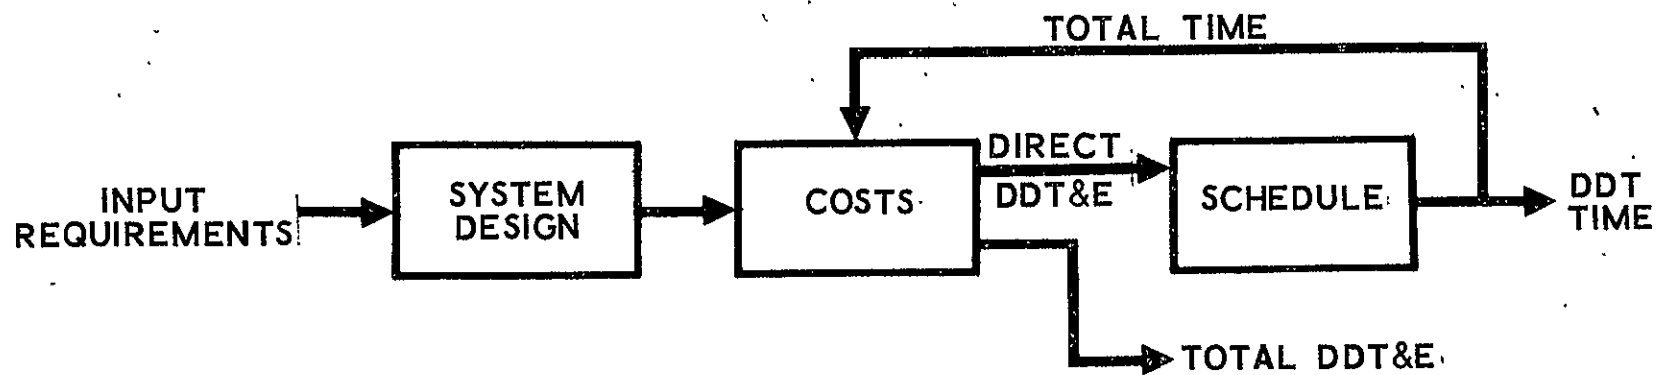 TOTAL TIME
INPUT
REQUIREMENTS
SYSTEM
DESIGN
COSTS
DIRECT
DDT&E
SCHEDULE
DDT
TIME
TOTAL DDT&E